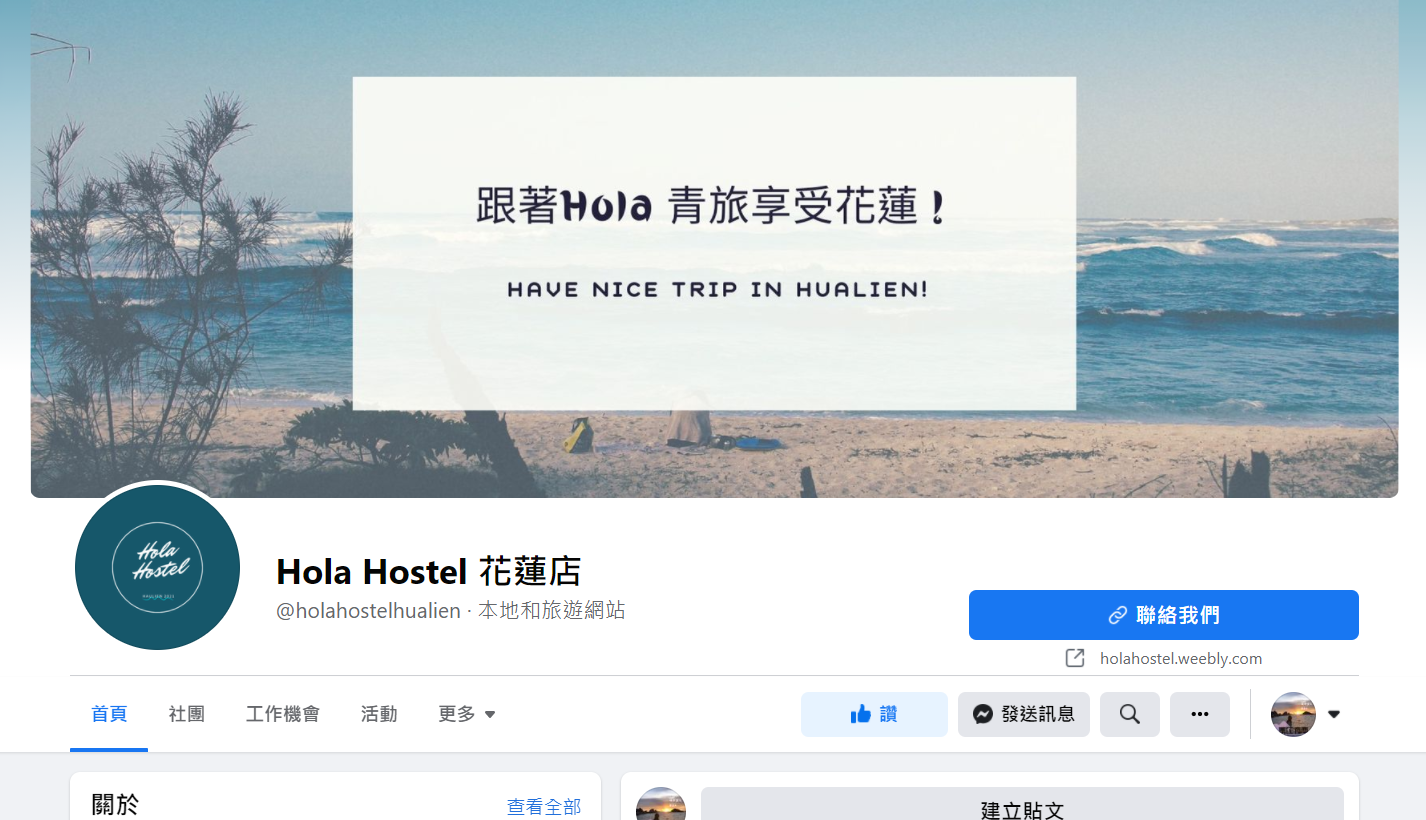 跟著Hola 青旅享受花蓮！
HAVE NICE TRIP IN HUALIEN!
Hola
Hostel
Hola Hostel 花蓮店
@holahostelhualien · 本地和旅遊網站
聯絡我們
holahostel.weebly.com
首頁 社團 工作機會 活動 更多 讚 發送訊息
關於 查看全部
建立貼文